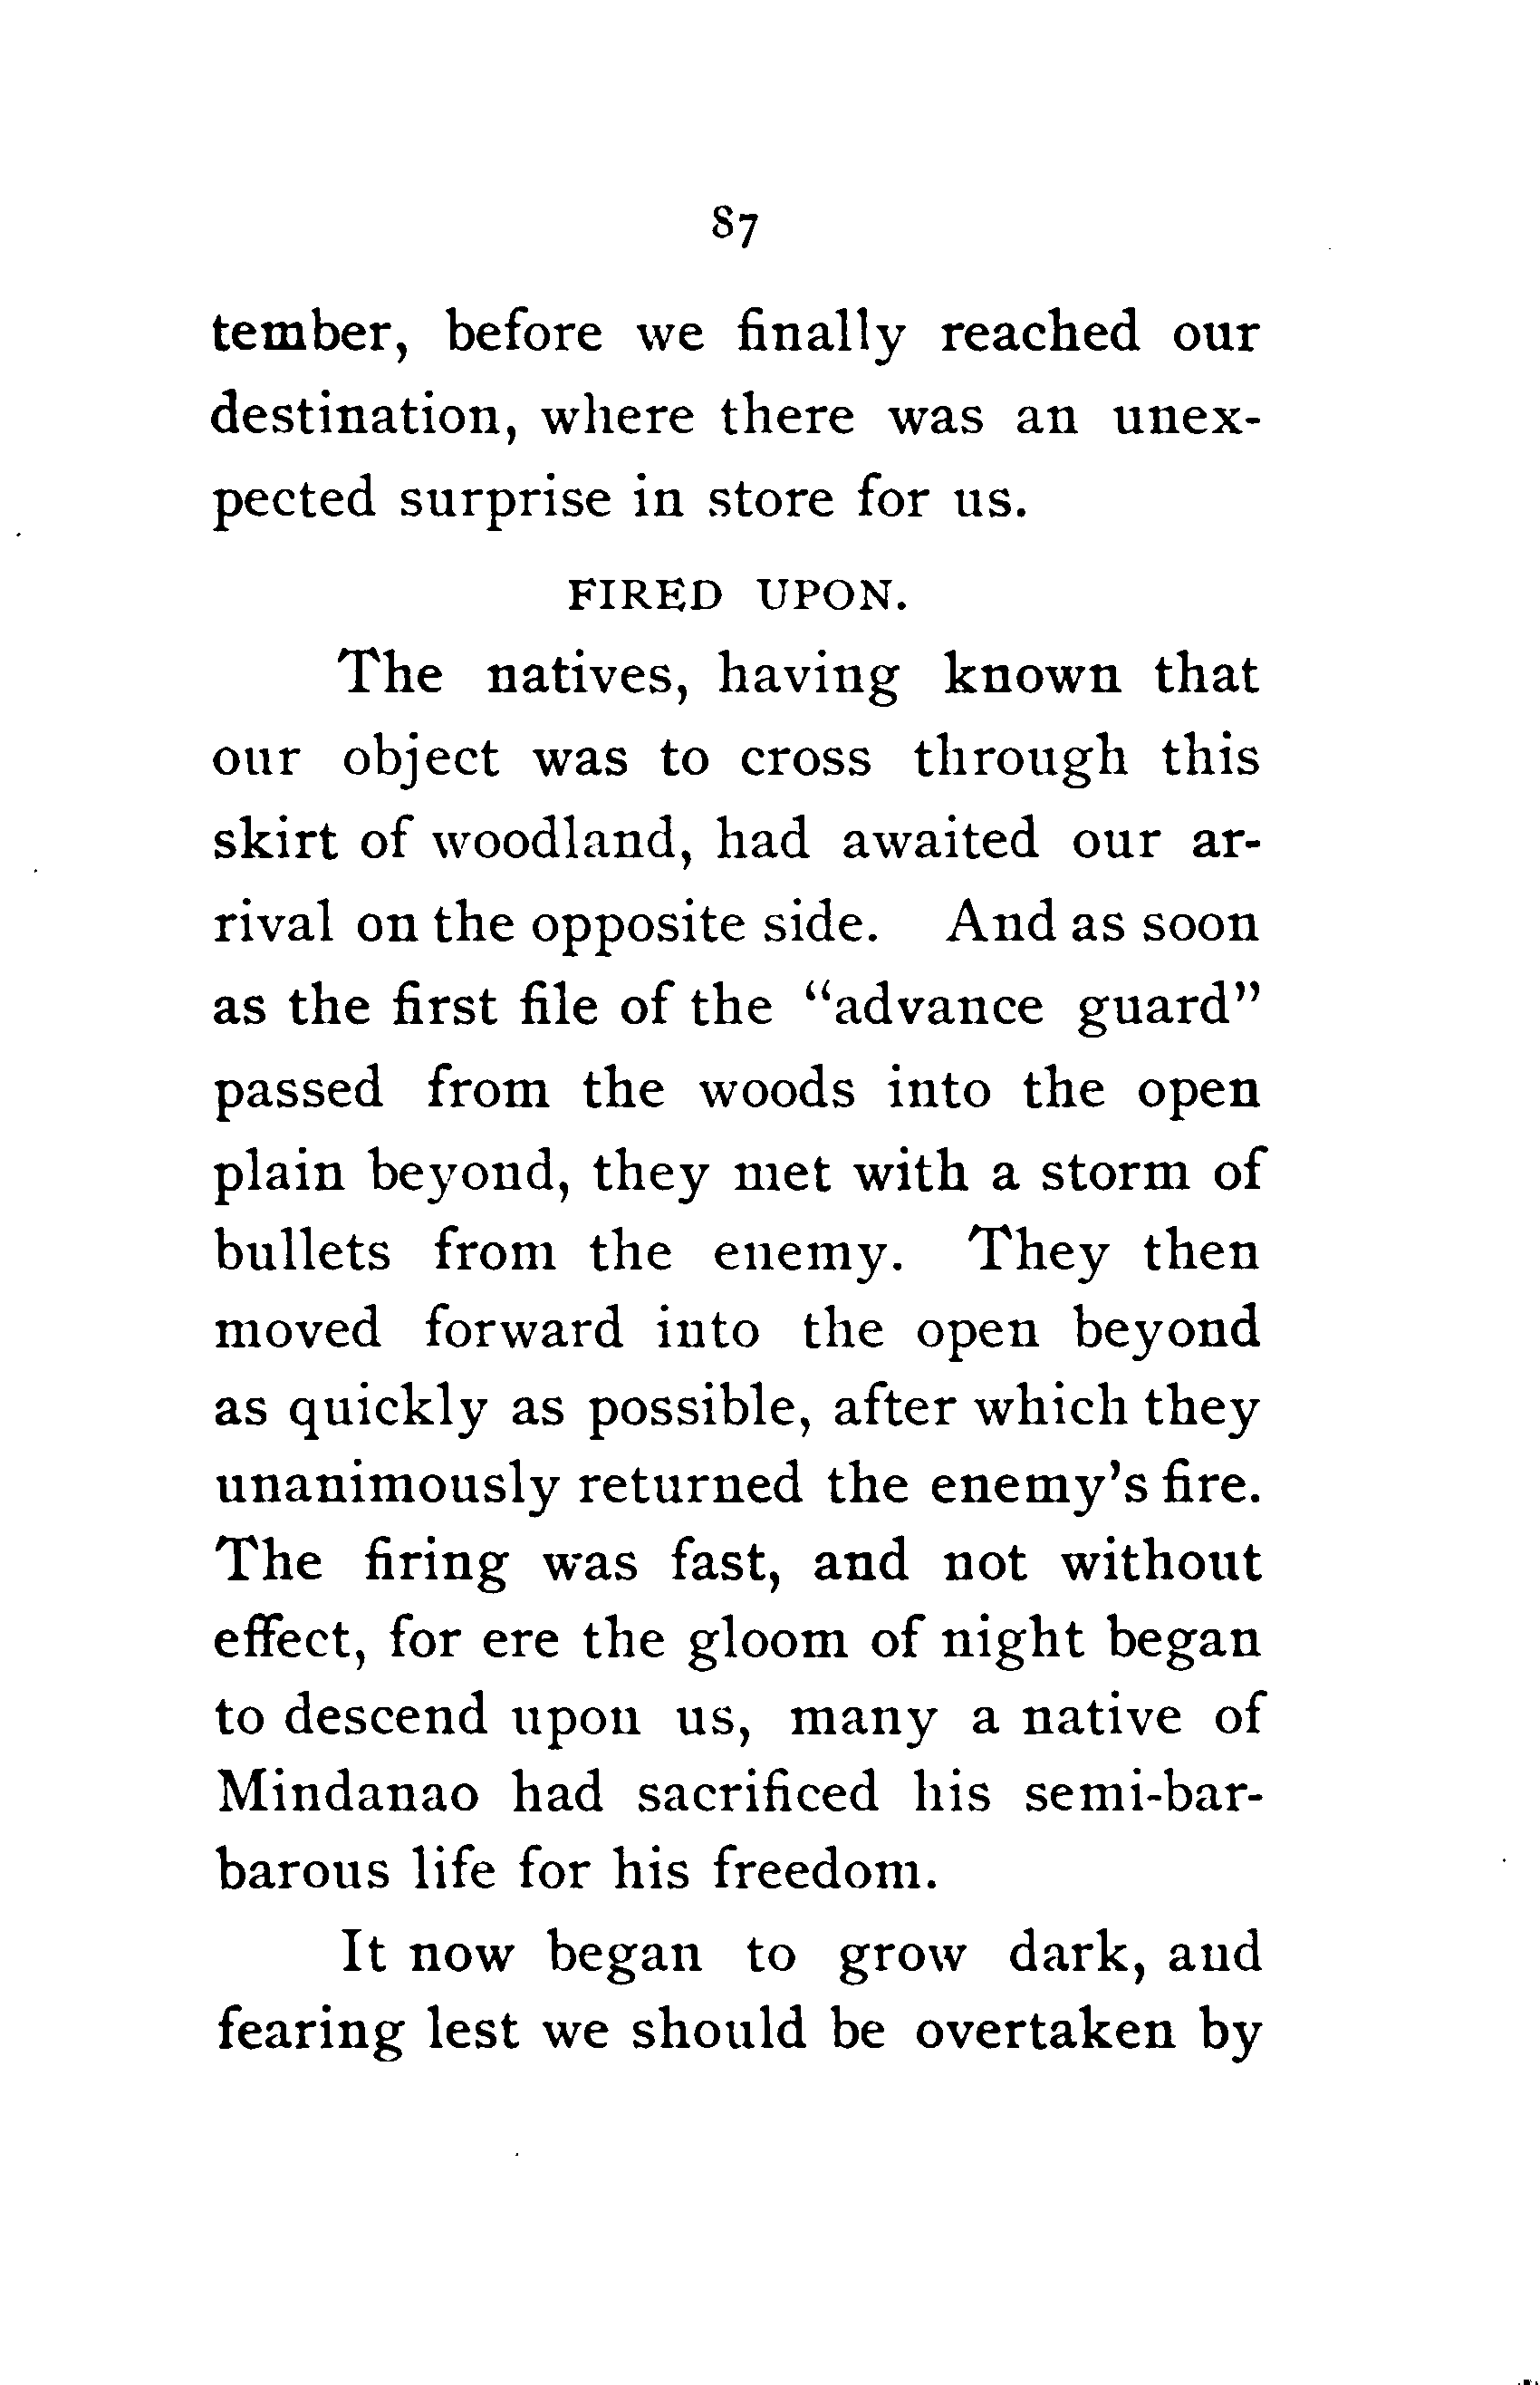 87
tember, before we finally reached our
destination, where there was an unex-
pected surprise in store for us.
FIRED UPON.
The natives, having known that
our object was to cross through this
skirt of woodland, had awaited our ar-
rival on the opposite side. And as soon
as the first file of the "advance guard"
passed from the woods into the open
plain beyond, they met with a storm of
bullets from the enemy. They then
moved forward into the open beyond
as quickly as possible, after which they
unanimously returned the enemy's fire.
The firing was fast, and not without
effect, for ere the gloom of night began
to descend upon us, many a native of
Mindanao had sacrificed his semi-bar-
barous life for his freedom.
It now began to grow dark, and
fearing lest we should be overtaken by